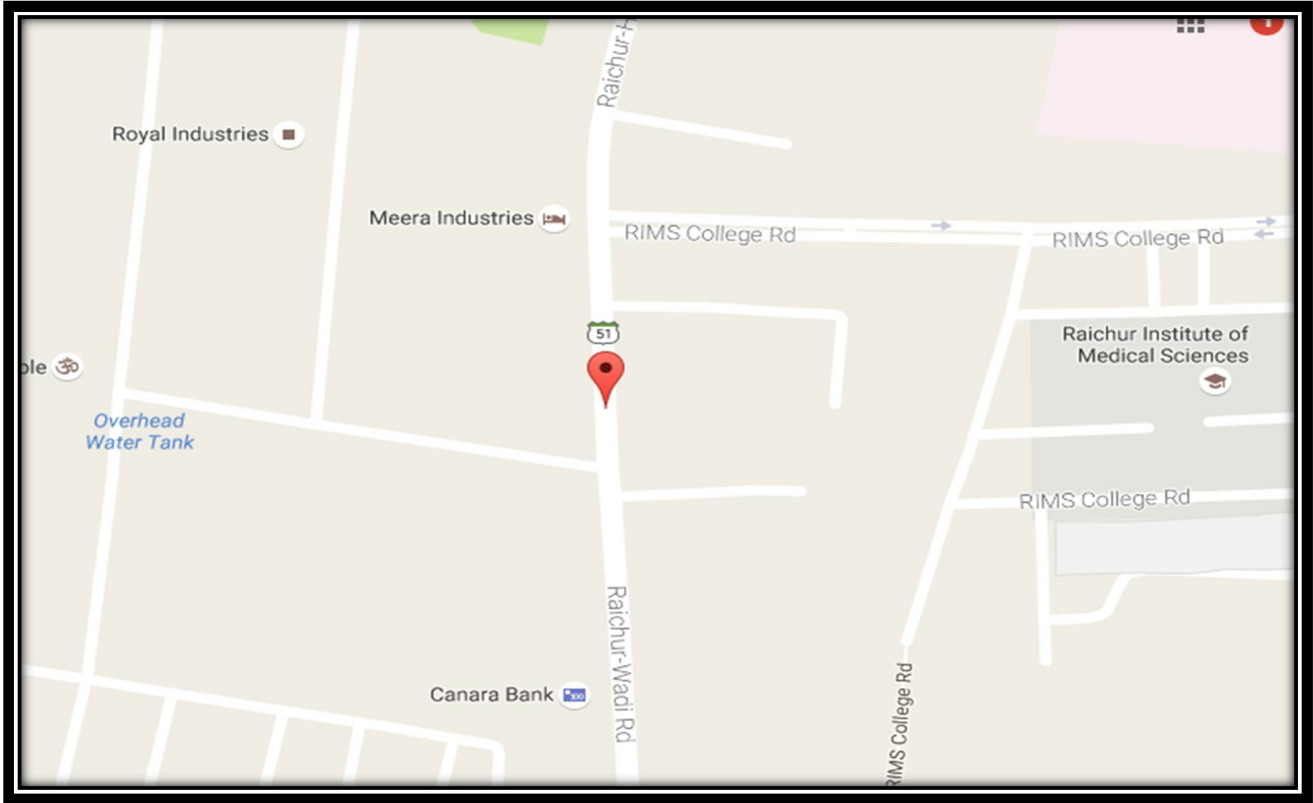 Raichur-H
Royal Industries
Meera Industries
RIMS College Rd
RIMS College Rd
51
Raichur Institute of
Medical Sciences
Overhead
Water Tank
RIMS College Rd
Raichur-Wadi Rd
Canara Bank
RIMS College Rd